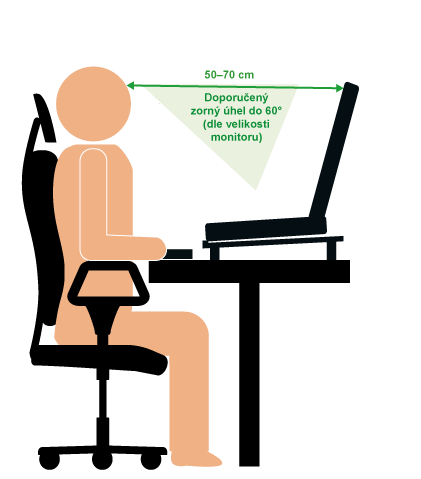 50–70 cm
Doporučený
zorný úhel do 60°
(dle velikosti
monitoru)